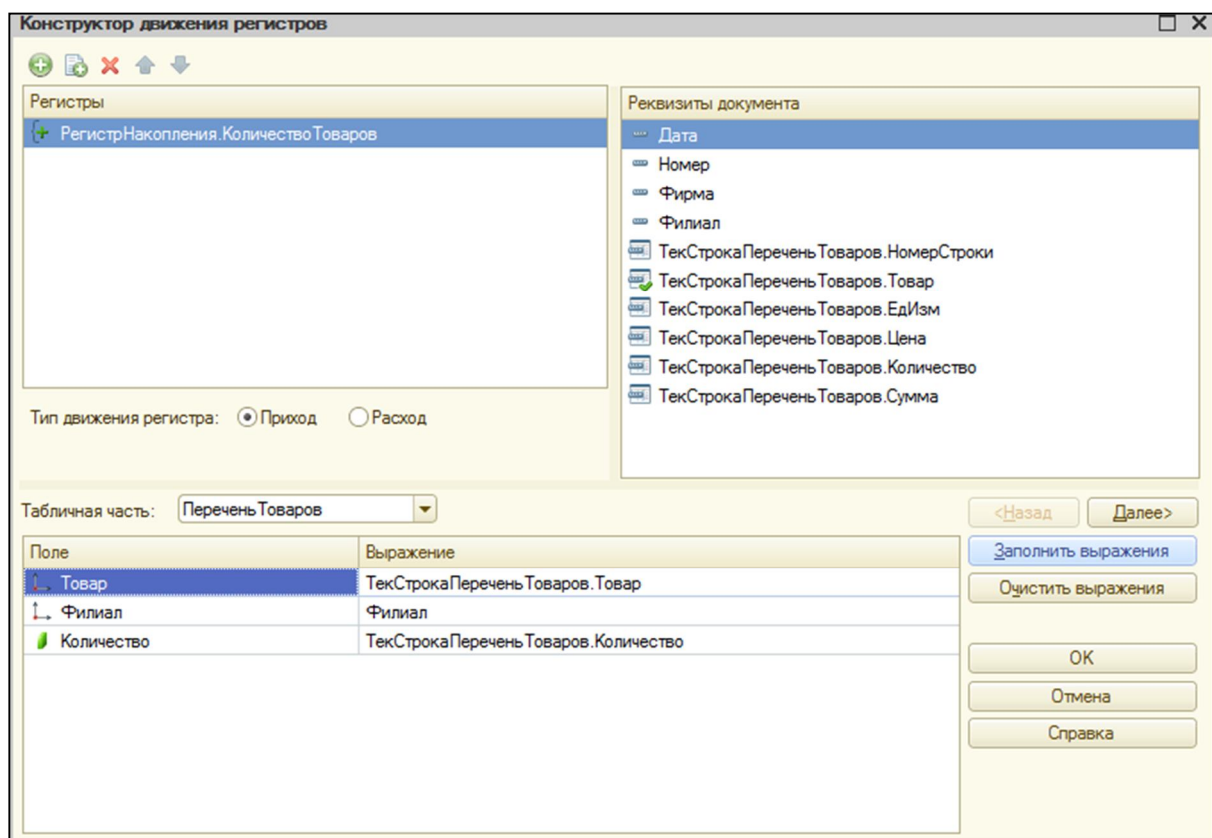 Конструктор движения регистров
Регистры
РегистрНакопления.КоличествоТоваров
Тип движения регистра: Приход Расход
Реквизиты документа
Дата
Номер
Фирма
Филиал
ТекСтрокаПереченьТоваров.НомерСтроки
ТекСтрокаПереченьТоваров.Товар
ТекСтрокаПереченьТоваров.ЕдИзм
ТекСтрокаПереченьТоваров.Цена
ТекСтрокаПереченьТоваров.Количество
ТекСтрокаПереченьТоваров.Сумма
Табличная часть: ПереченьТоваров
<Назад Далее>
Поле Выражение
Товар ТекСтрокаПереченьТоваров.Товар
Филиал Филиал
Количество ТекСтрокаПереченьТоваров.Количество
Заполнить выражения
Очистить выражения
ОК
Отмена
Справка